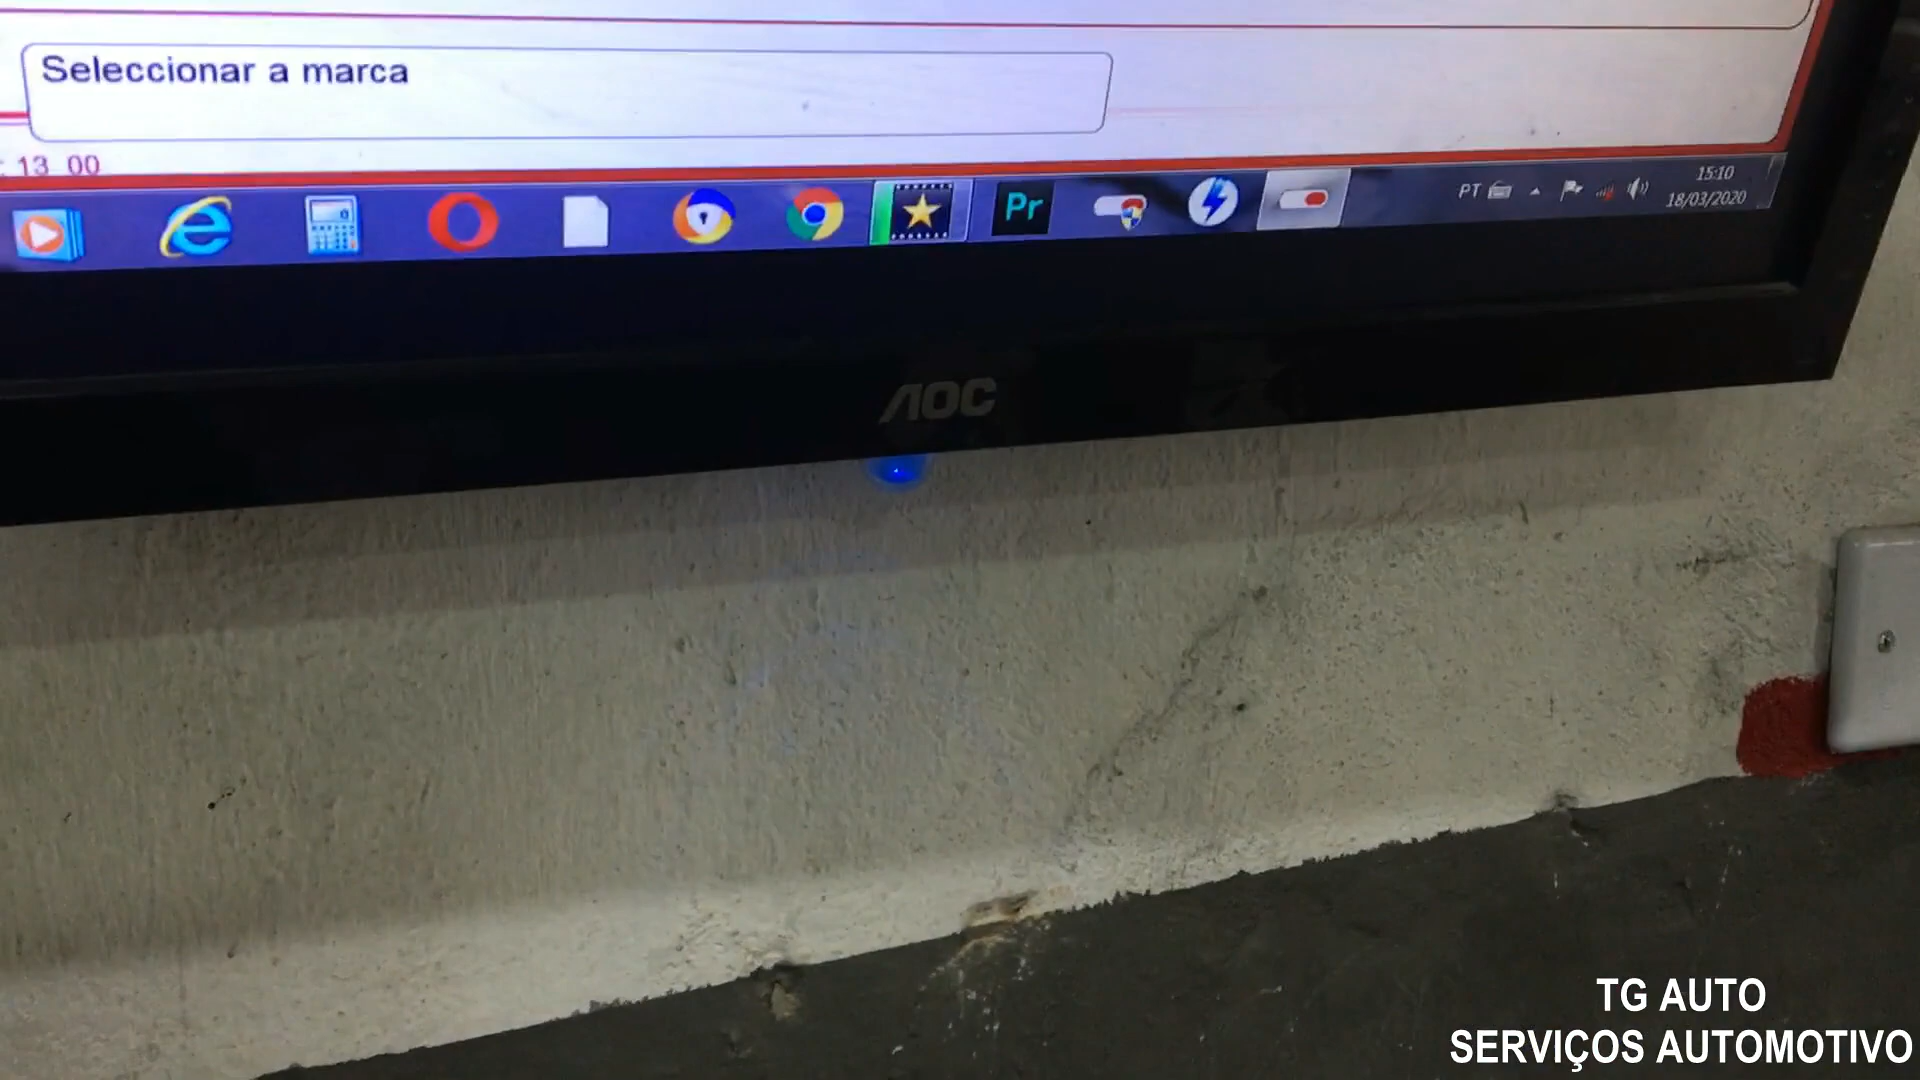 Seleccionar a marca
: 13 00
Pr
PT
15:10
18/03/2020
AOC
TG AUTO
SERVIÇOS AUTOMOTIVO